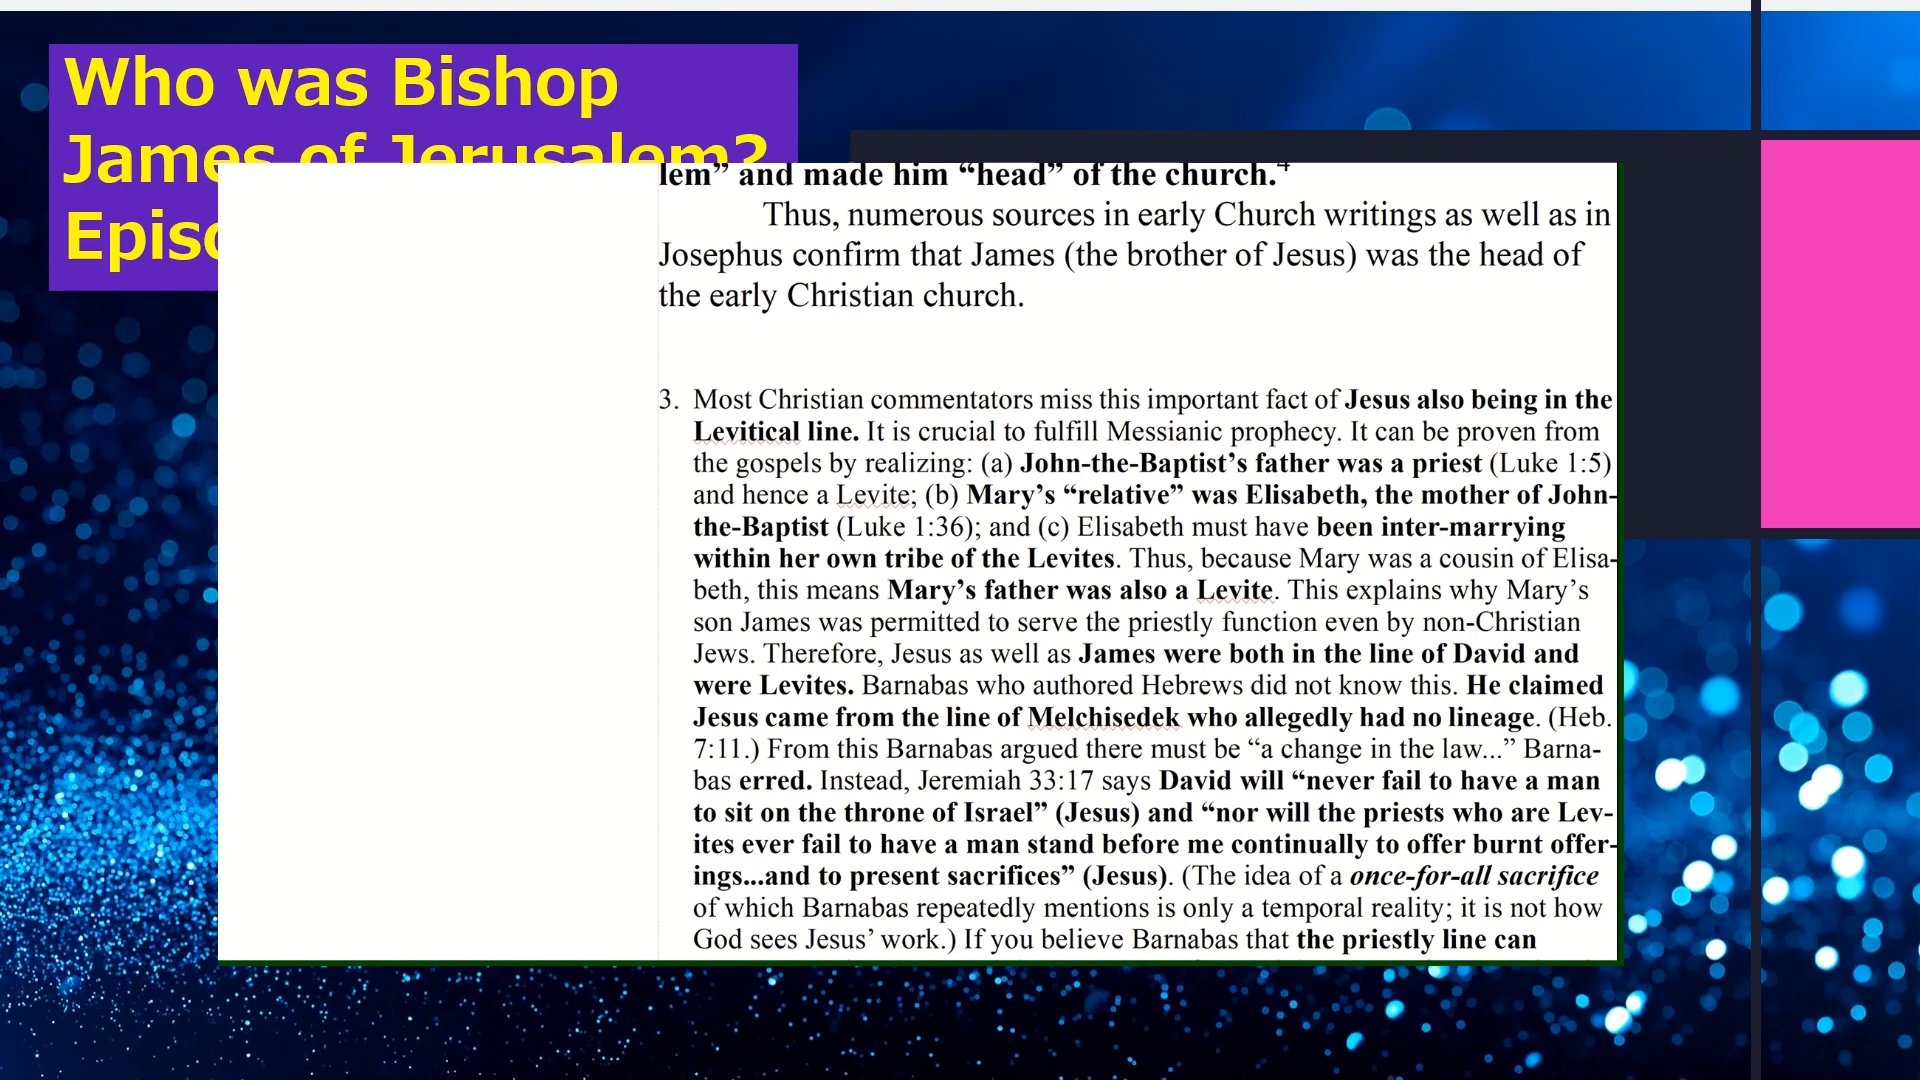 Who was Bishop
James of Jerusalem?
lem” and made him “head” of the church.4
Thus, numerous sources in early Church writings as well as in
Josephus confirm that James (the brother of Jesus) was the head of
the early Christian church.
3. Most Christian commentators miss this important fact of Jesus also being in the
Levitical line. It is crucial to fulfill Messianic prophecy. It can be proven from
the gospels by realizing: (a) John-the-Baptist’s father was a priest (Luke 1:5)
and hence a Levite; (b) Mary’s “relative” was Elisabeth, the mother of John-
the-Baptist (Luke 1:36); and (c) Elisabeth must have been inter-marrying
within her own tribe of the Levites. Thus, because Mary was a cousin of Elisa-
beth, this means Mary’s father was also a Levite. This explains why Mary’s
son James was permitted to serve the priestly function even by non-Christian
Jews. Therefore, Jesus as well as James were both in the line of David and
were Levites. Barnabas who authored Hebrews did not know this. He claimed
Jesus came from the line of Melchisedek who allegedly had no lineage. (Heb.
7:11.) From this Barnabas argued there must be “a change in the law...” Barna-
bas erred. Instead, Jeremiah 33:17 says David will “never fail to have a man
to sit on the throne of Israel” (Jesus) and “nor will the priests who are Lev-
ites ever fail to have a man stand before me continually to offer burnt offer-
ings...and to present sacrifices” (Jesus). (The idea of a once-for-all sacrifice
of which Barnabas repeatedly mentions is only a temporal reality; it is not how
God sees Jesus’ work.) If you believe Barnabas that the priestly line can